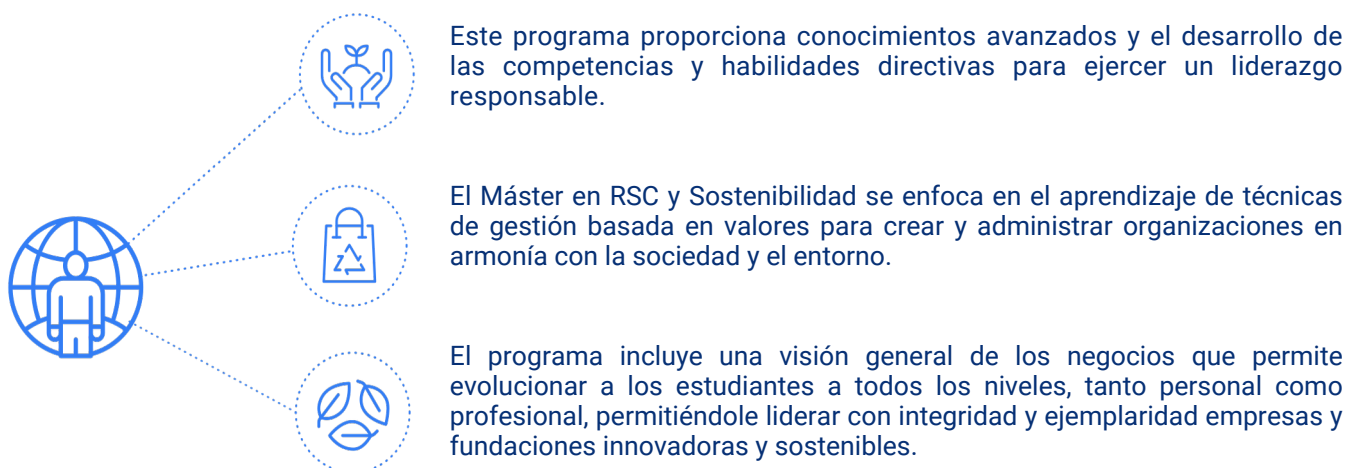 Este programa proporciona conocimientos avanzados y el desarrollo de
las competencias y habilidades directivas para ejercer un liderazgo
responsable.
El Máster en RSC y Sostenibilidad se enfoca en el aprendizaje de técnicas
de gestión basada en valores para crear y administrar organizaciones en
armonía con la sociedad y el entorno.
El programa incluye una visión general de los negocios que permite
evolucionar a los estudiantes a todos los niveles, tanto personal como
profesional, permitiéndole liderar con integridad y ejemplaridad empresas y
fundaciones innovadoras y sostenibles.